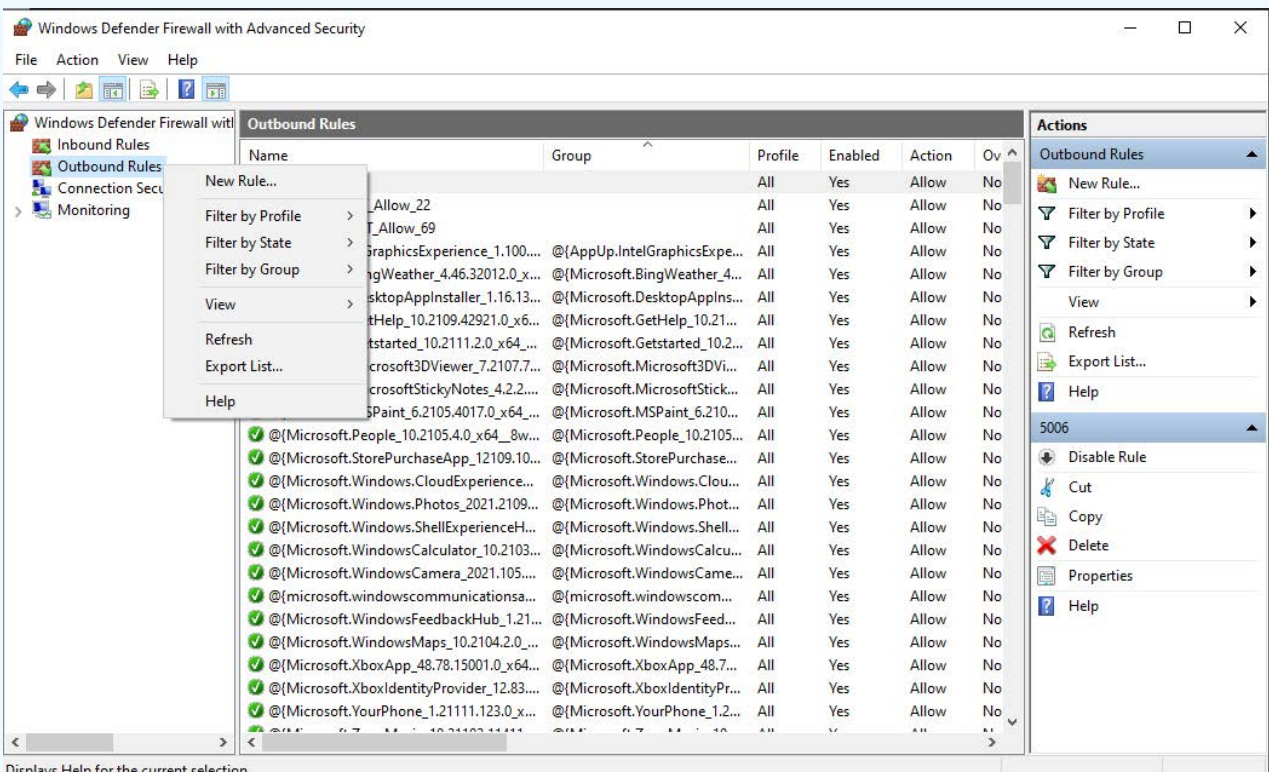 Windows Defender Firewall with Advanced Security
File Action View Help
Windows Defender Firewall with
Inbound Rules
Outbound Rules
Connection Secu
Monitoring
New Rule...
Filter by Profile
Filter by State
Filter by Group
View
Refresh
Export List...
Help
Outbound Rules
Name Group Profile Enabled Action Ov
All Yes Allow No
_Allow_22 All Yes Allow No
T_Allow_69 All Yes Allow No
GraphicsExperience_1.100.... @{AppUp.IntelGraphicsExpe... All Yes Allow No
ngWeather_4.46.32012.0_x... @{Microsoft.BingWeather_4... All Yes Allow No
sktopAppInstaller_1.16.13... @{Microsoft.DesktopAppIns... All Yes Allow No
tHelp_10.2109.42921.0_x6... @{Microsoft.GetHelp_10.21... All Yes Allow No
tstarted_10.2111.2.0_x64_... @{Microsoft.Getstarted_10.2... All Yes Allow No
crosoft3DViewer_7.2107.7... @{Microsoft.Microsoft3DVi... All Yes Allow No
crosoftStickyNotes_4.2.2.... @{Microsoft.MicrosoftStick... All Yes Allow No
SPaint_6.2105.4017.0_x64_... @{Microsoft.MSPaint_6.210... All Yes Allow No
@{Microsoft.People_10.2105.4.0_x64__8w... @{Microsoft.People_10.2105... All Yes Allow No
@{Microsoft.StorePurchaseApp_12109.10... @{Microsoft.StorePurchase... All Yes Allow No
@{Microsoft.Windows.CloudExperience... @{Microsoft.Windows.Clou... All Yes Allow No
@{Microsoft.Windows.Photos_2021.2109... @{Microsoft.Windows.Phot... All Yes Allow No
@{Microsoft.Windows.ShellExperienceH... @{Microsoft.Windows.Shell... All Yes Allow No
@{Microsoft.WindowsCalculator_10.2103... @{Microsoft.WindowsCalcu... All Yes Allow No
@{Microsoft.WindowsCamera_2021.105.... @{Microsoft.WindowsCame... All Yes Allow No
@{microsoft.windowscommunicationsa... @{microsoft.windowscom... All Yes Allow No
@{Microsoft.WindowsFeedbackHub_1.21... @{Microsoft.WindowsFeed... All Yes Allow No
@{Microsoft.WindowsMaps_10.2104.2.0_... @{Microsoft.WindowsMaps... All Yes Allow No
@{Microsoft.XboxApp_48.78.15001.0_x64... @{Microsoft.XboxApp_48.7... All Yes Allow No
@{Microsoft.XboxIdentityProvider_12.83.... @{Microsoft.XboxIdentityPr... All Yes Allow No
@{Microsoft.YourPhone_1.21111.123.0_x... @{Microsoft.YourPhone_1.2... All Yes Allow No
Actions
Outbound Rules
New Rule...
Filter by Profile
Filter by State
Filter by Group
View
Refresh
Export List...
Help
5006
Disable Rule
Cut
Copy
Delete
Properties
Help
Displays Help for the current selection